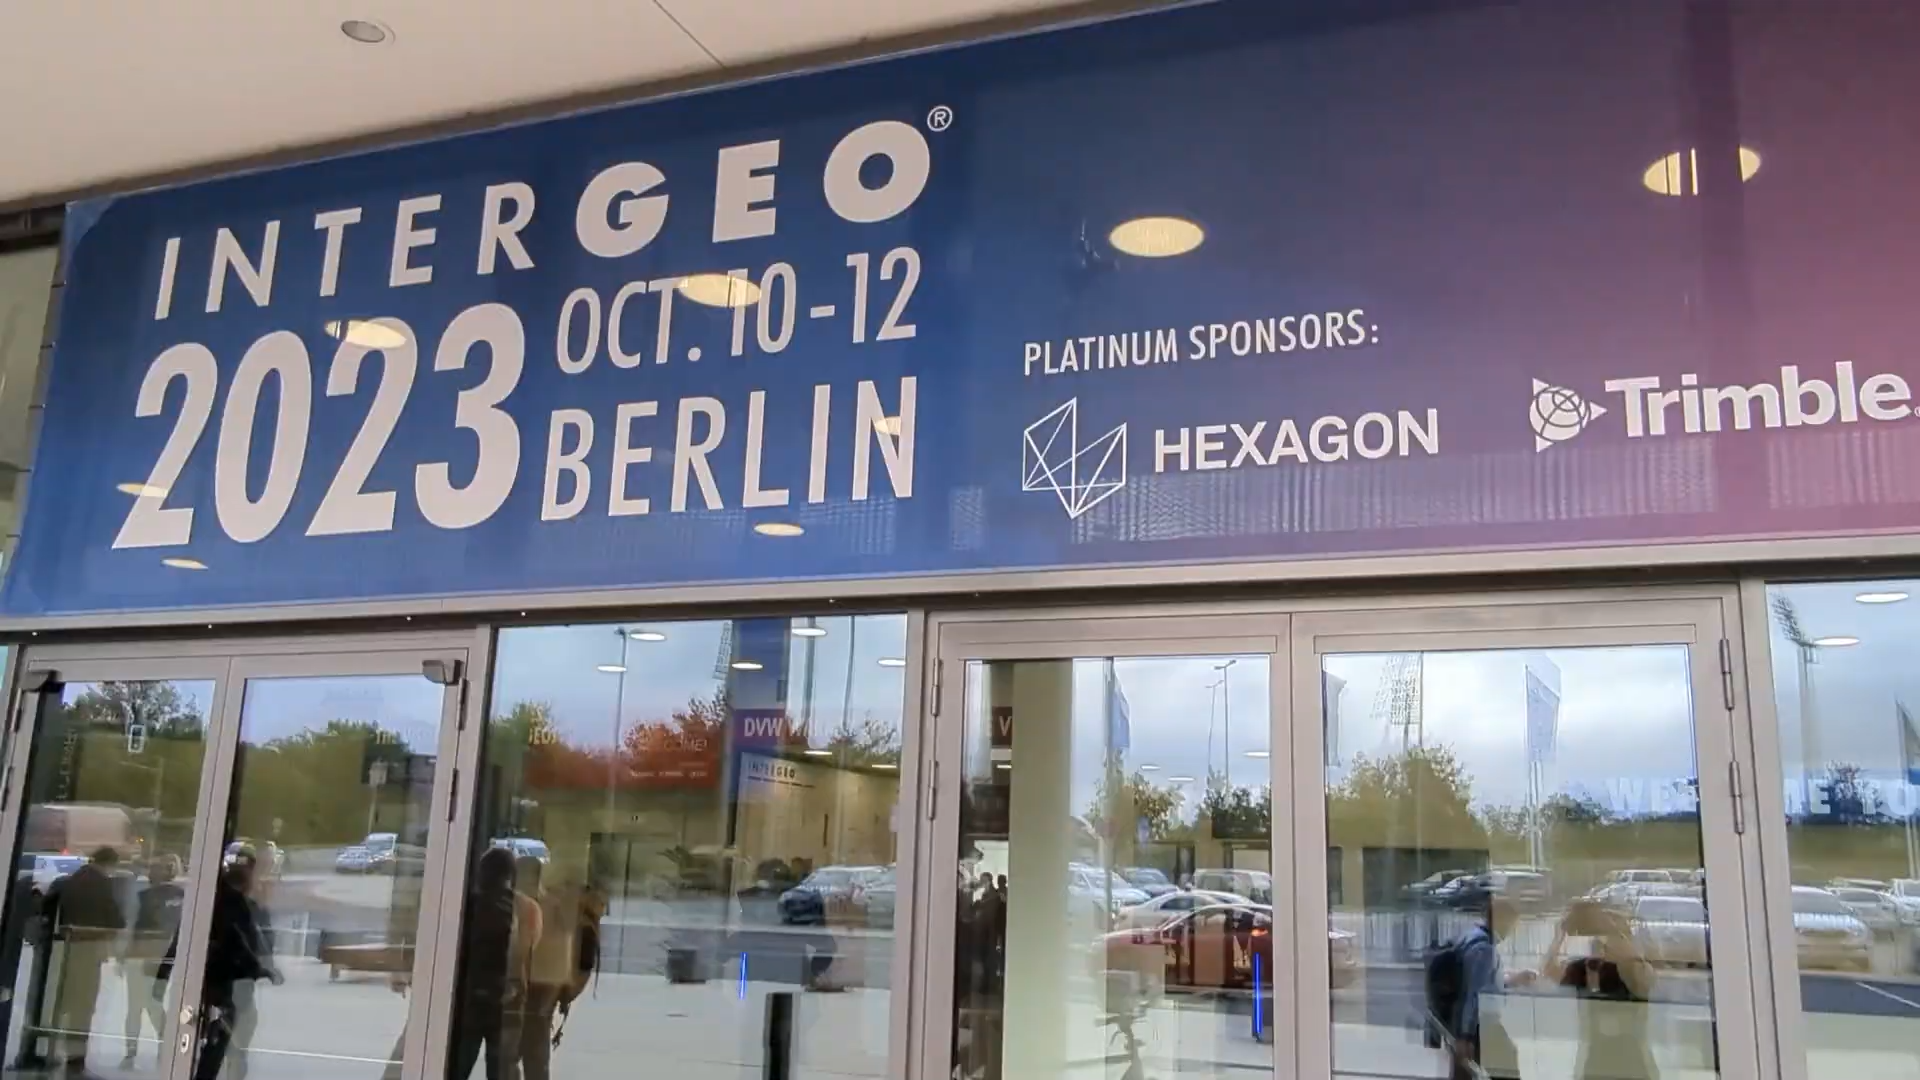 INTERGEO®
2023 OCT. 10-12
BERLIN
PLATINUM SPONSORS:
HEXAGON
Trimble
DVW
INTERGEO